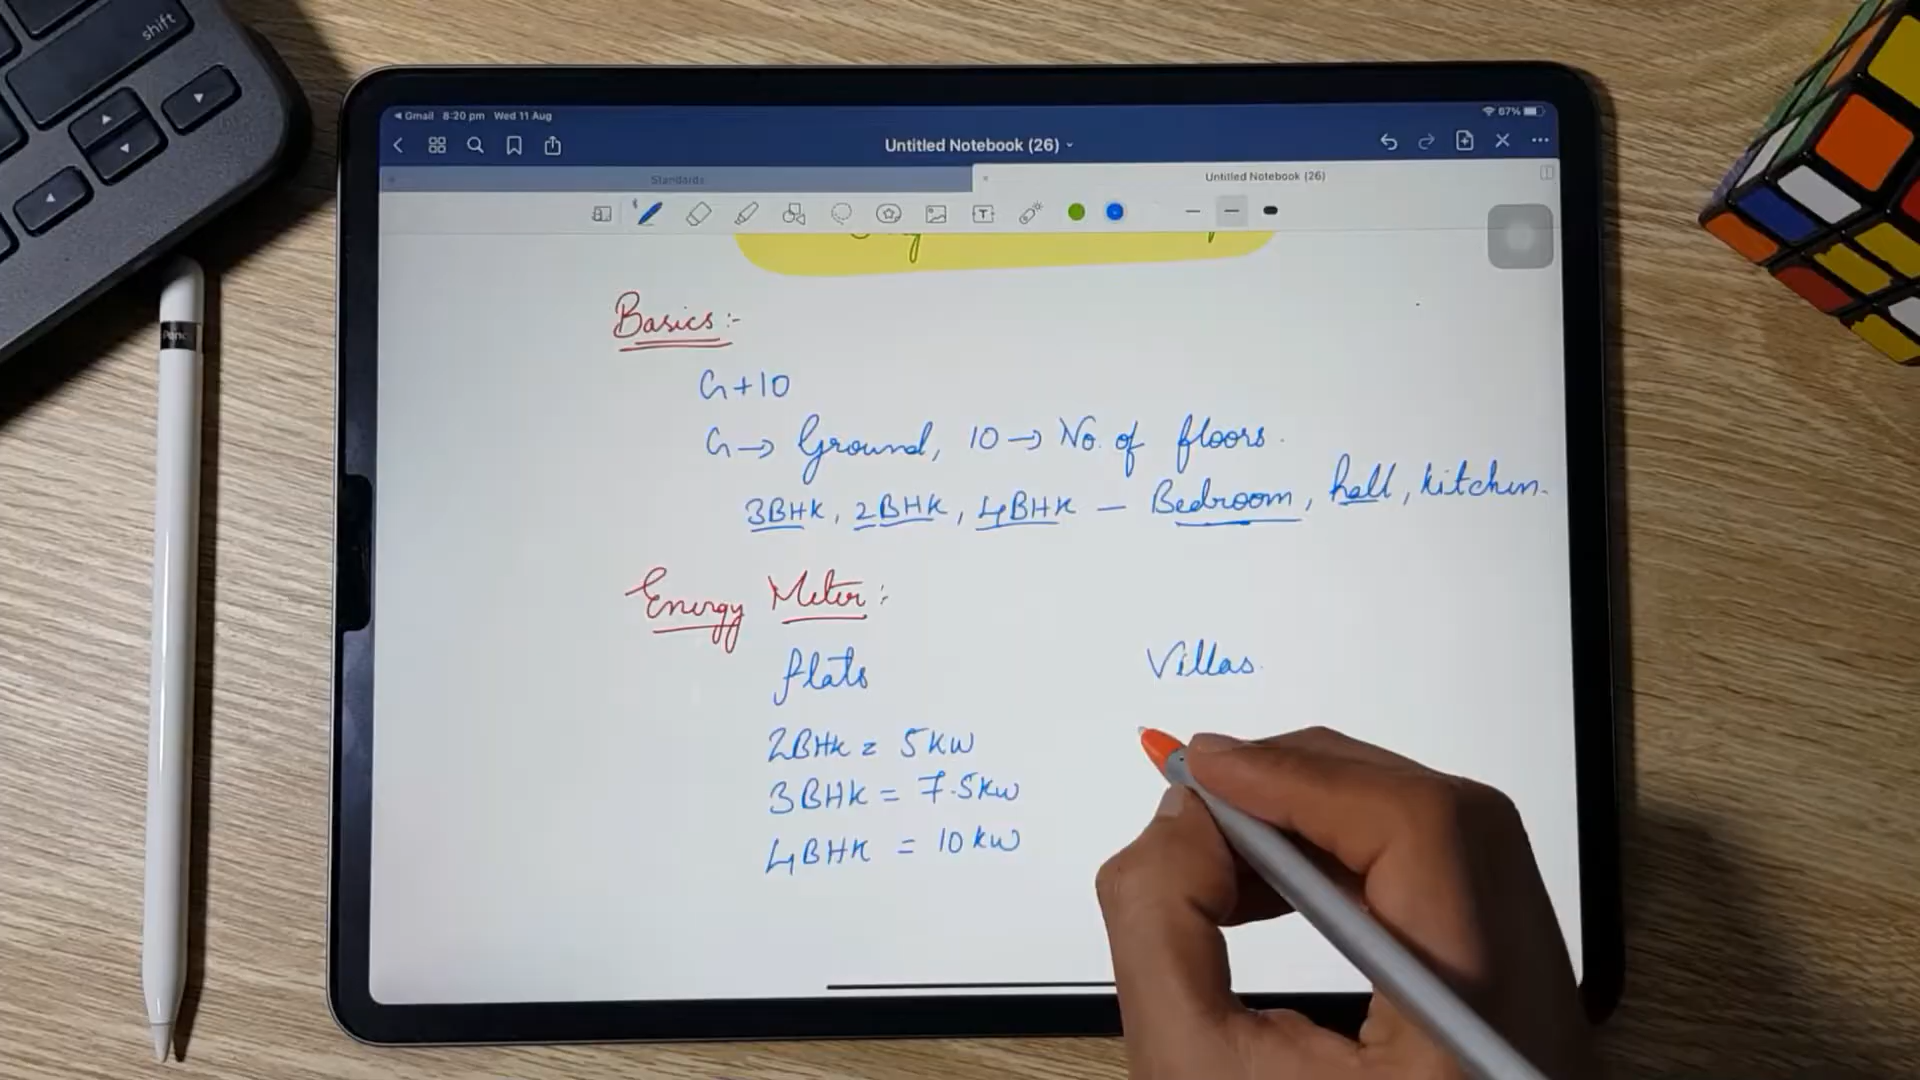 shift
Gmail 8:20 pm Wed 11 Aug
67%
Untitled Notebook (26)
Standards
Untitled Notebook (26)
Basics:-
G+10
G→ Ground, 10→ No. of floors.
3BHK, 2BHK, 4BHK — Bedroom, hall, kitchen.
Energy Meter:
flats
Villas.
2BHK = 5KW
3BHK = 7.5KW
4BHK = 10 KW